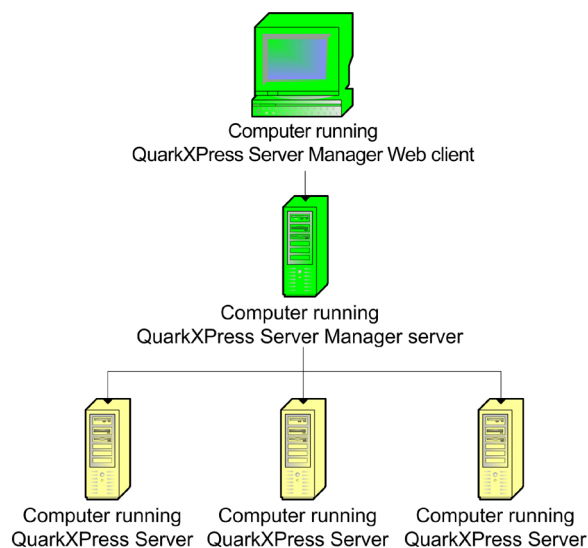 Computer running
QuarkXPress Server Manager Web client
Computer running
QuarkXPress Server Manager server
Computer running
QuarkXPress Server
Computer running
QuarkXPress Server
Computer running
QuarkXPress Server